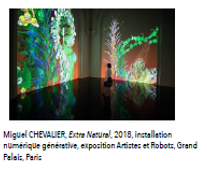 Miguel CHEVALIER, Extra Natural, 2018, installation
numérique générative, exposition Artistes et Robots, Grand
Palais, Paris